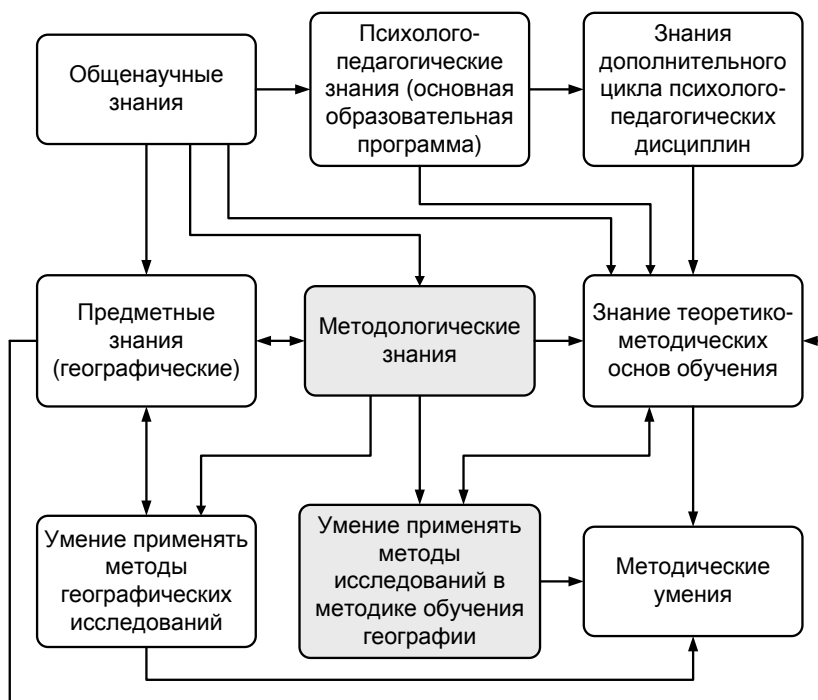 Общенаучные
знания
Психолого-
педагогические
знания (основная
образовательная
программа)
Знания
дополнительного
цикла психолого-
педагогических
дисциплин
Предметные
знания
(географические)
Методологические
знания
Знание теоретико-
методических
основ обучения
Умение применять
методы
географических
исследований
Умение применять
методы
исследований в
методике обучения
географии
Методические
умения